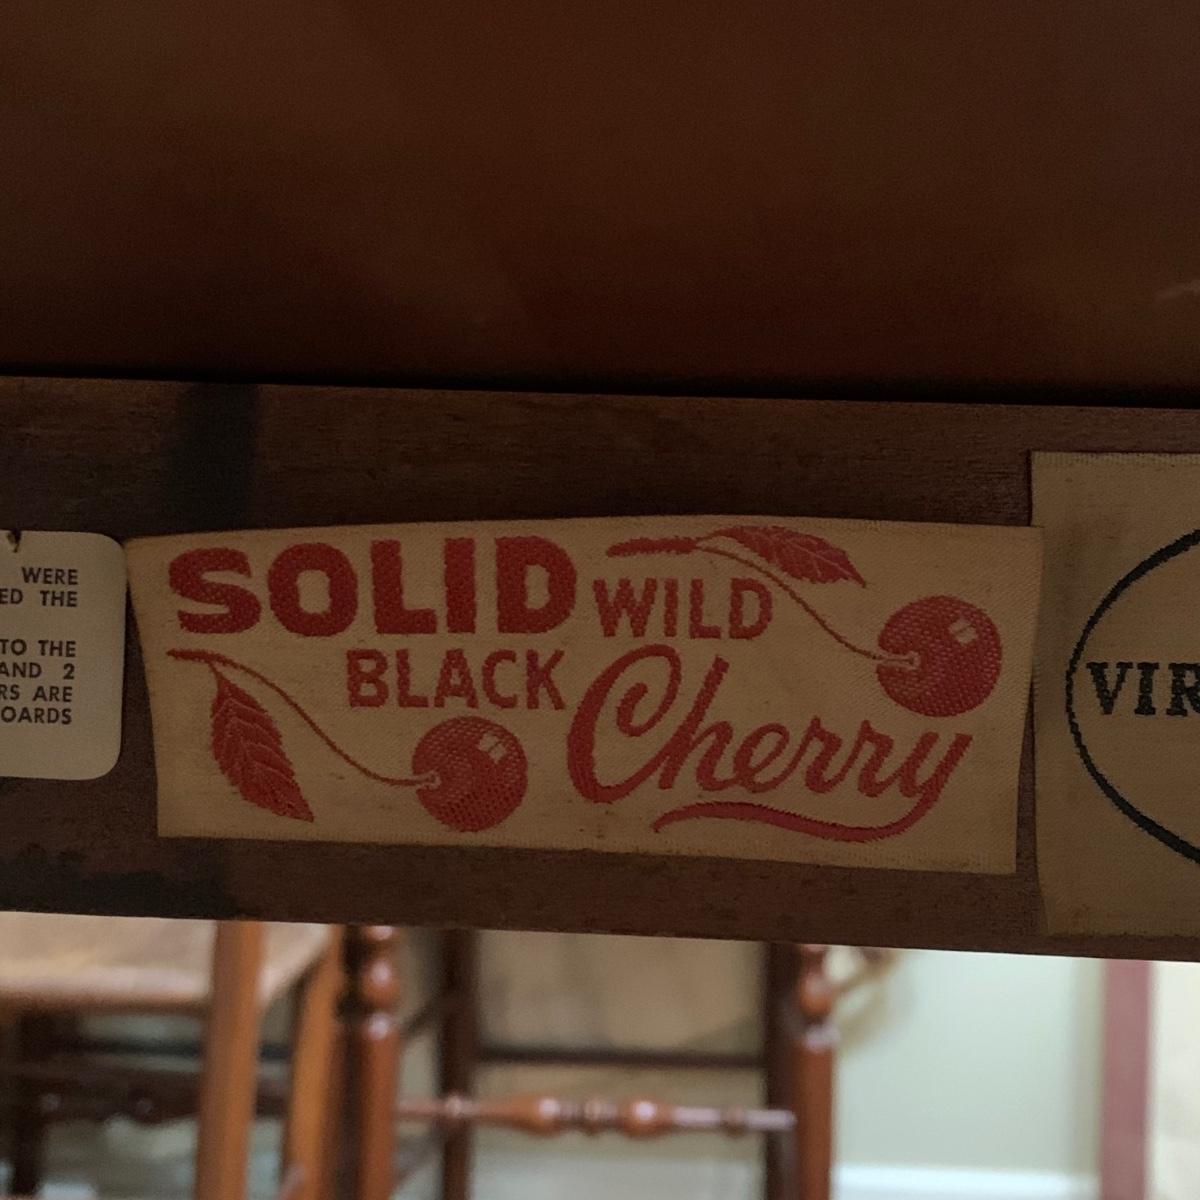 WERE
ED THE
TO THE
AND 2
RS ARE
OARDS
SOLID WILD
BLACK Cherry
VIR